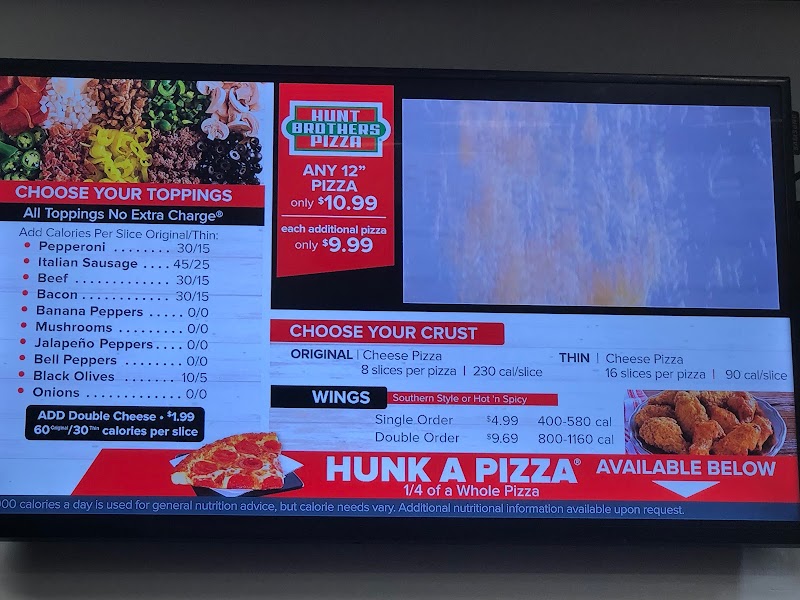 CHOOSE YOUR TOPPINGS
All Toppings No Extra Charge®
Add Calories Per Slice Original/Thin:
• Pepperoni ........ 30/15
• Italian Sausage .... 45/25
• Beef ............. 30/15
• Bacon ............ 30/15
• Banana Peppers ..... 0/0
• Mushrooms ......... 0/0
• Jalapeño Peppers.... 0/0
• Bell Peppers ....... 0/0
• Black Olives ....... 10/5
• Onions ............. 0/0
ADD Double Cheese • $1.99
60 Original/30 Thin calories per slice
HUNT
BROTHERS
PIZZA
ANY 12”
PIZZA
only $10.99
each additional pizza
only $9.99
CHOOSE YOUR CRUST
ORIGINAL | Cheese Pizza
8 slices per pizza | 230 cal/slice
THIN | Cheese Pizza
16 slices per pizza | 90 cal/slice
WINGS Southern Style or Hot 'n Spicy
Single Order $4.99 400-580 cal
Double Order $9.69 800-1160 cal
HUNK A PIZZA® AVAILABLE BELOW
1/4 of a Whole Pizza
000 calories a day is used for general nutrition advice, but calorie needs vary. Additional nutritional information available upon request.